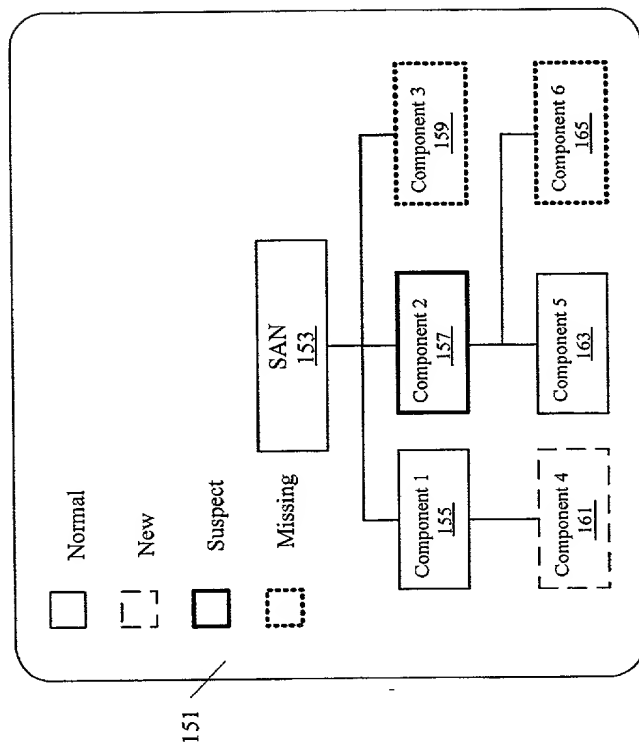 Normal
New
Suspect
Missing
SAN
153
Component 1
155
Component 2
157
Component 3
159
Component 4
161
Component 5
163
Component 6
165
151